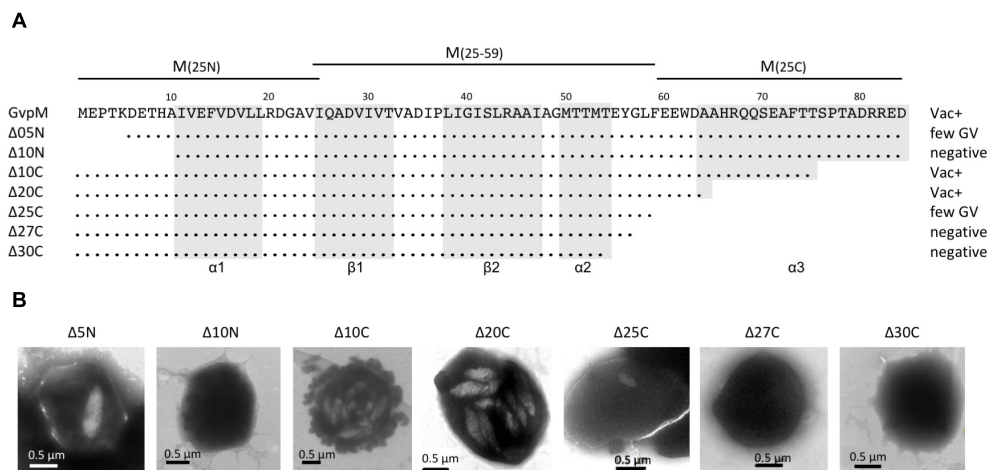 A
M(25N) M(25-59) M(25C)
10 20 30 40 50 60 70 80
GvpM MEPTKDETHAIVEFVDVLLRDGAVIQADVIVTVADIPLIGISLRAAIAGMTTMTEYGLFEEWDAAHRQQSEAFTTSPTADRRED Vac+
Δ05N few GV
Δ10N negative
Δ10C Vac+
Δ20C Vac+
Δ25C few GV
Δ27C negative
Δ30C negative
α1 β1 β2 α2 α3
B
Δ5N Δ10N Δ10C Δ20C Δ25C Δ27C Δ30C
0.5 µm 0.5 µm 0.5 µm 0.5 µm 0.5 µm 0.5 µm 0.5 µm